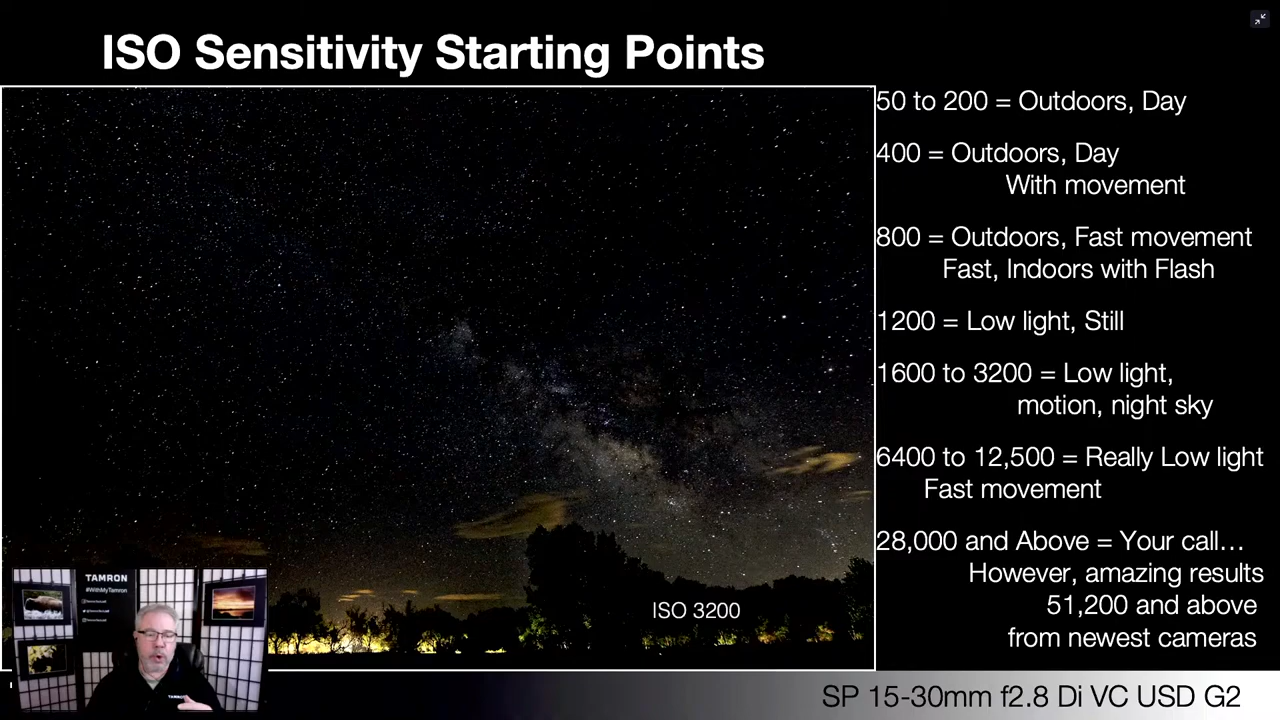 ISO Sensitivity Starting Points
50 to 200 = Outdoors, Day
400 = Outdoors, Day
With movement
800 = Outdoors, Fast movement
Fast, Indoors with Flash
1200 = Low light, Still
1600 to 3200 = Low light,
motion, night sky
6400 to 12,500 = Really Low light
Fast movement
28,000 and Above = Your call…
However, amazing results
51,200 and above
from newest cameras
ISO 3200
TAMRON
#WithMyTamron
TAMRON
SP 15-30mm f2.8 Di VC USD G2